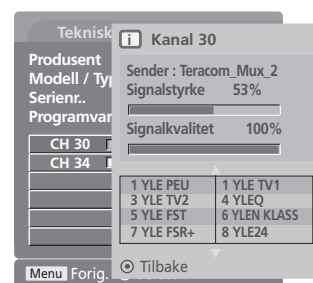 Teknisk
Produsent
Modell / Typ
Serienr..
Programvar
CH 30
CH 34
i Kanal 30
Sender : Teracom_Mux_2
Signalstyrke 53%
Signalkvalitet 100%
1 YLE PEU 1 YLE TV1
3 YLE TV2 4 YLEQ
5 YLE FST 6 YLEN KLASS
7 YLE FSR+ 8 YLE24
Tilbake
Menu Forig.